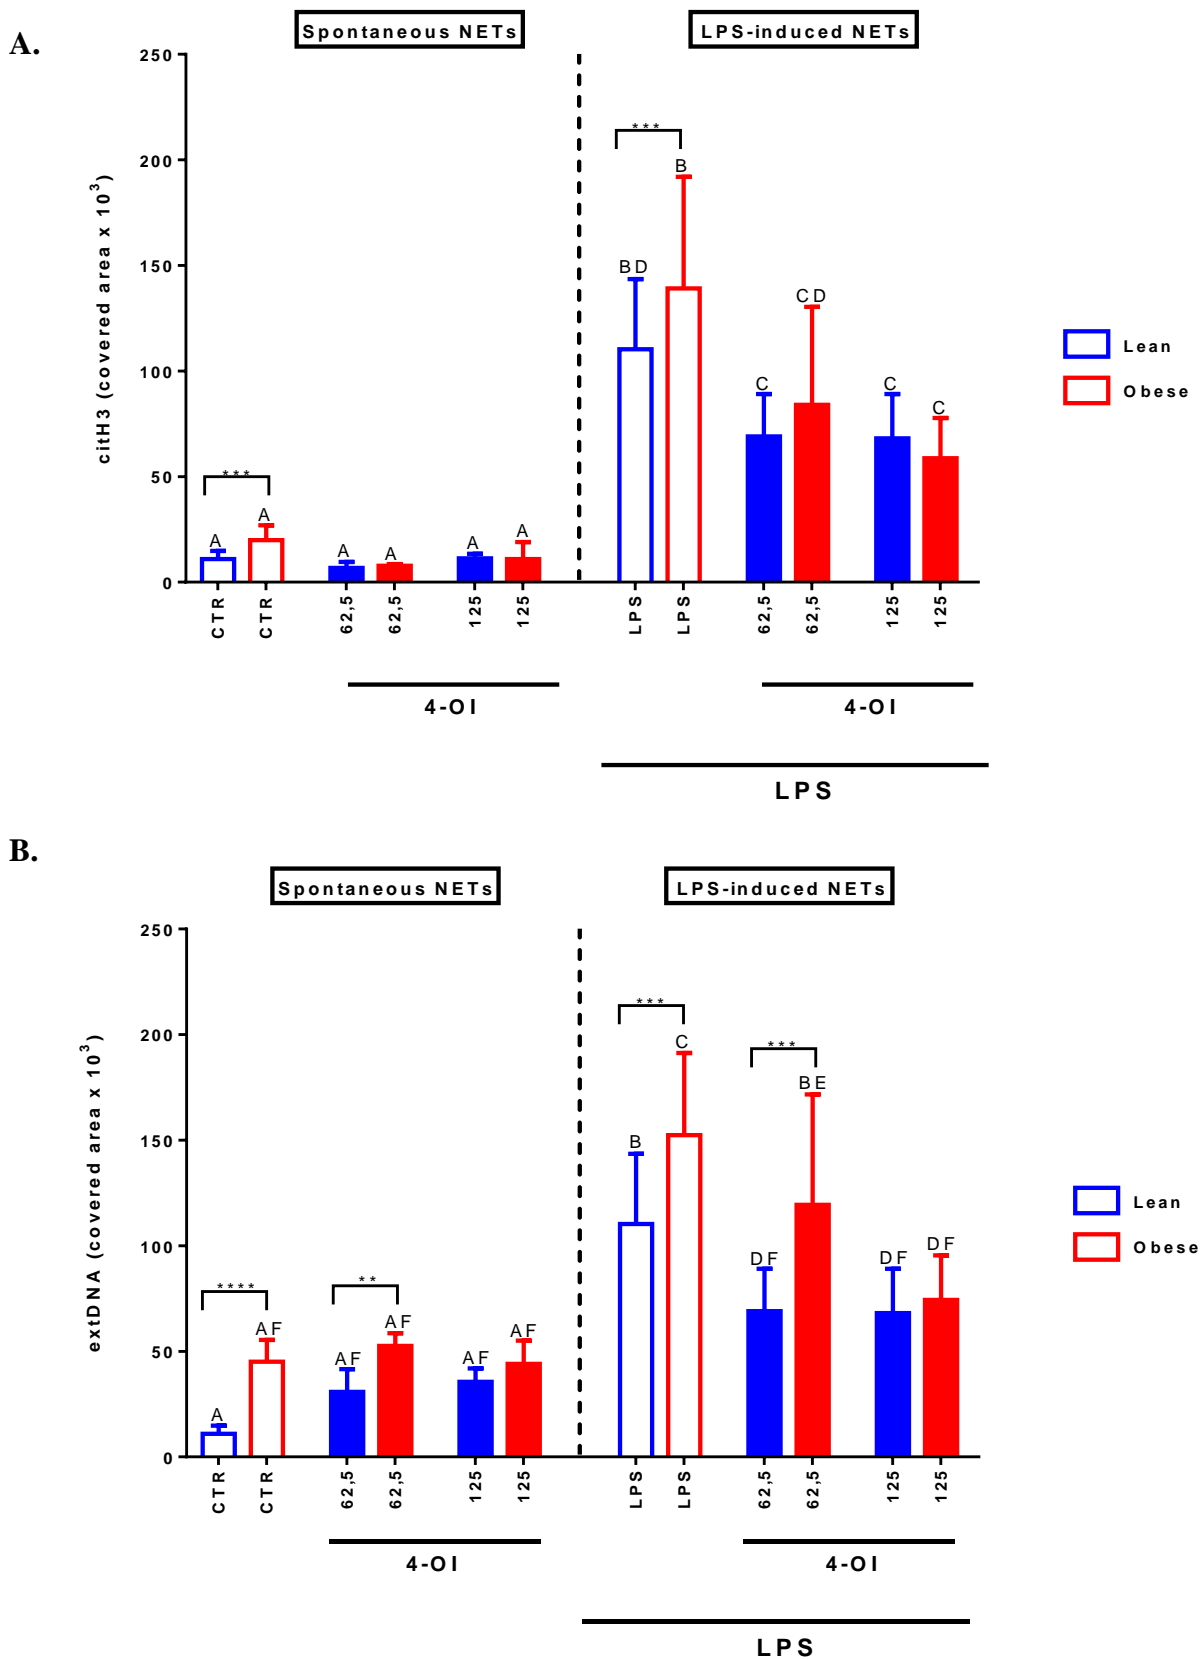 A.
Spontaneous NETs
LPS-induced NETs
citH3 (covered area x 10³)
250
200
150
100
50
0
***
***
A
A
A
A
A
A
BD
B
C
CD
C
C
CTR
CTR
62,5
62,5
125
125
LPS
LPS
62,5
62,5
125
125
4-OI
4-OI
LPS
Lean
Obese
B.
Spontaneous NETs
LPS-induced NETs
extDNA (covered area x 10³)
250
200
150
100
50
0
****
**
***
***
A
AF
AF
AF
AF
AF
B
C
DF
BE
DF
DF
CTR
CTR
62,5
62,5
125
125
LPS
LPS
62,5
62,5
125
125
4-OI
4-OI
LPS
Lean
Obese